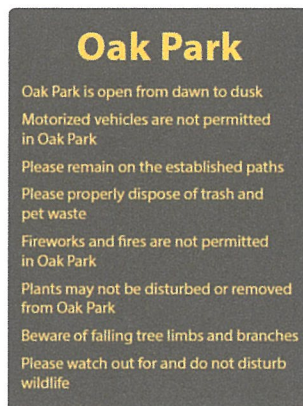 Oak Park
Oak Park is open from dawn to dusk
Motorized vehicles are not permitted
in Oak Park
Please remain on the established paths
Please properly dispose of trash and
pet waste
Fireworks and fires are not permitted
in Oak Park
Plants may not be disturbed or removed
from Oak Park
Beware of falling tree limbs and branches
Please watch out for and do not disturb
wildlife